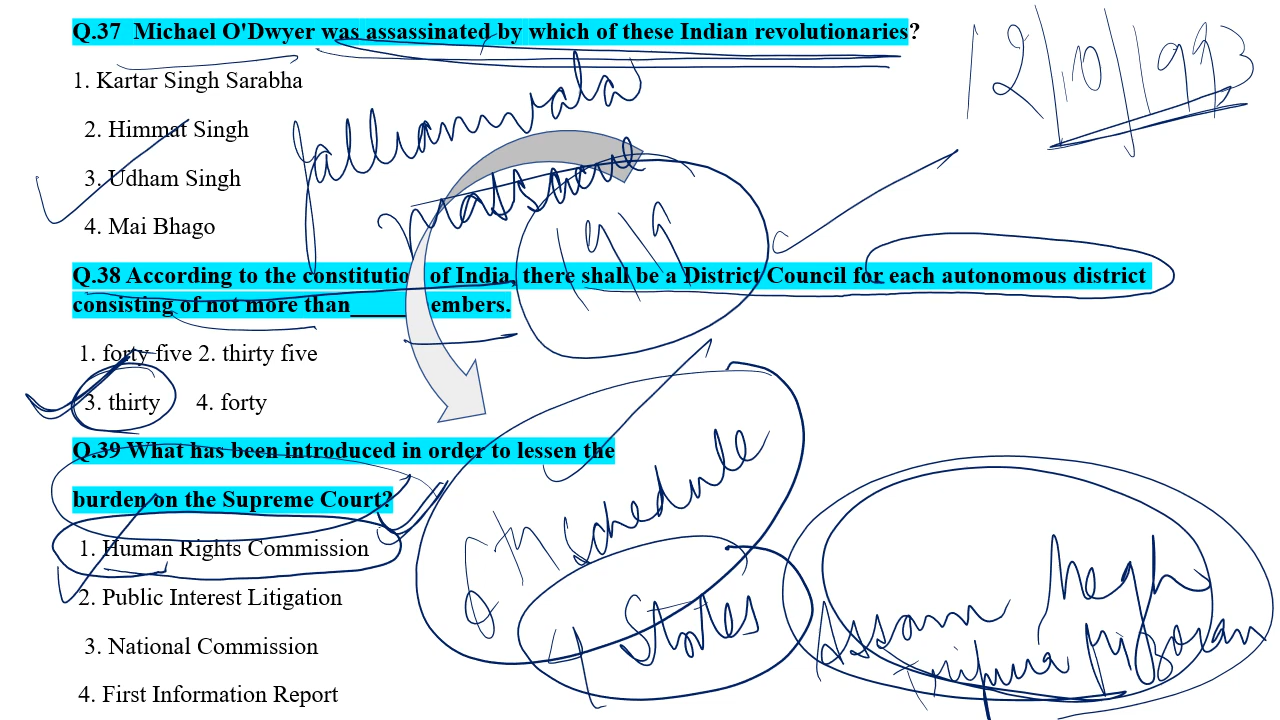 Q.37 Michael O'Dwyer was assassinated by which of these Indian revolutionaries?
12/10/1993
1. Kartar Singh Sarabha
Jallianwala
2. Himmat Singh
massacre
3. Udham Singh
1919
4. Mai Bhago
Q.38 According to the constitutio of India, there shall be a District Council for each autonomous district
consisting of not more than______ embers.
1. forty five 2. thirty five
3. thirty 4. forty
Q.39 What has been introduced in order to lessen the
burden on the Supreme Court?
schedule
1. Human Rights Commission
2. Public Interest Litigation
4 States
Assam Megh
Tripura Mizoram
3. National Commission
4. First Information Report